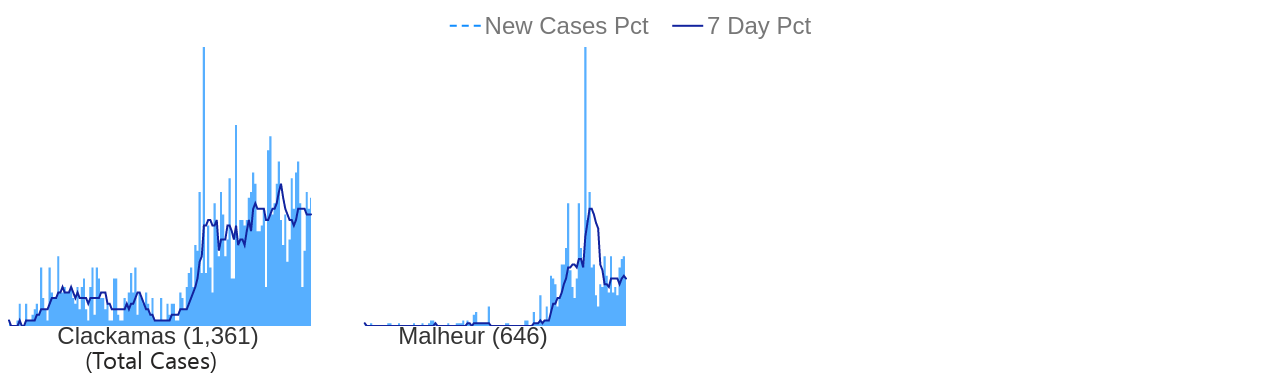 New Cases Pct 7 Day Pct
Clackamas (1,361) Malheur (646)
(Total Cases)